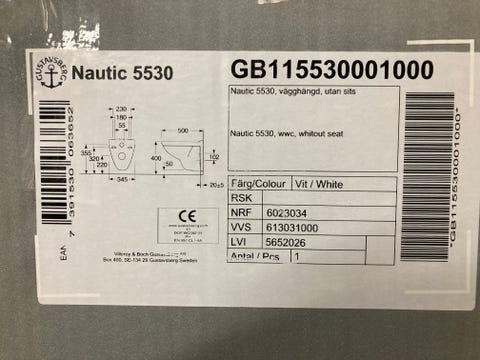 GUSTAVSBERG
Nautic 5530
GB115530001000
Nautic 5530, vägghängd, utan sits
Nautic 5530, wwc, whitout seat
230
180
55
500
355
320
220
400
50
102
345
20±5
Färg/Colour Vit / White
RSK
NRF 6023034
VVS 613031000
LVI 5652026
Antal / Pcs 1
CE
Villeroy & Boch Gustavsberg AB
Box 400, SE-134 29 Gustavsberg Sweden
EAN 7 391530 063652
*GB115530001000*